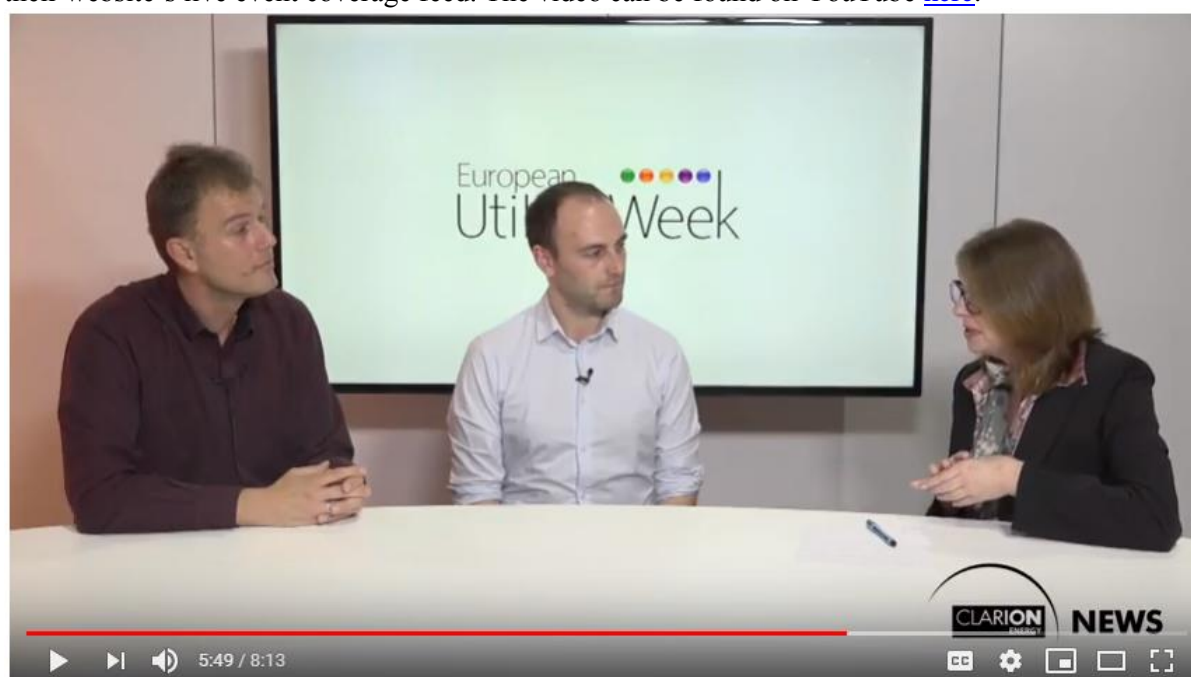 their website's live event coverage feed. The video can be found on YouTube here.
European
Week
CLARION
ENERGY
NEWS
5:49 / 8:13
CC